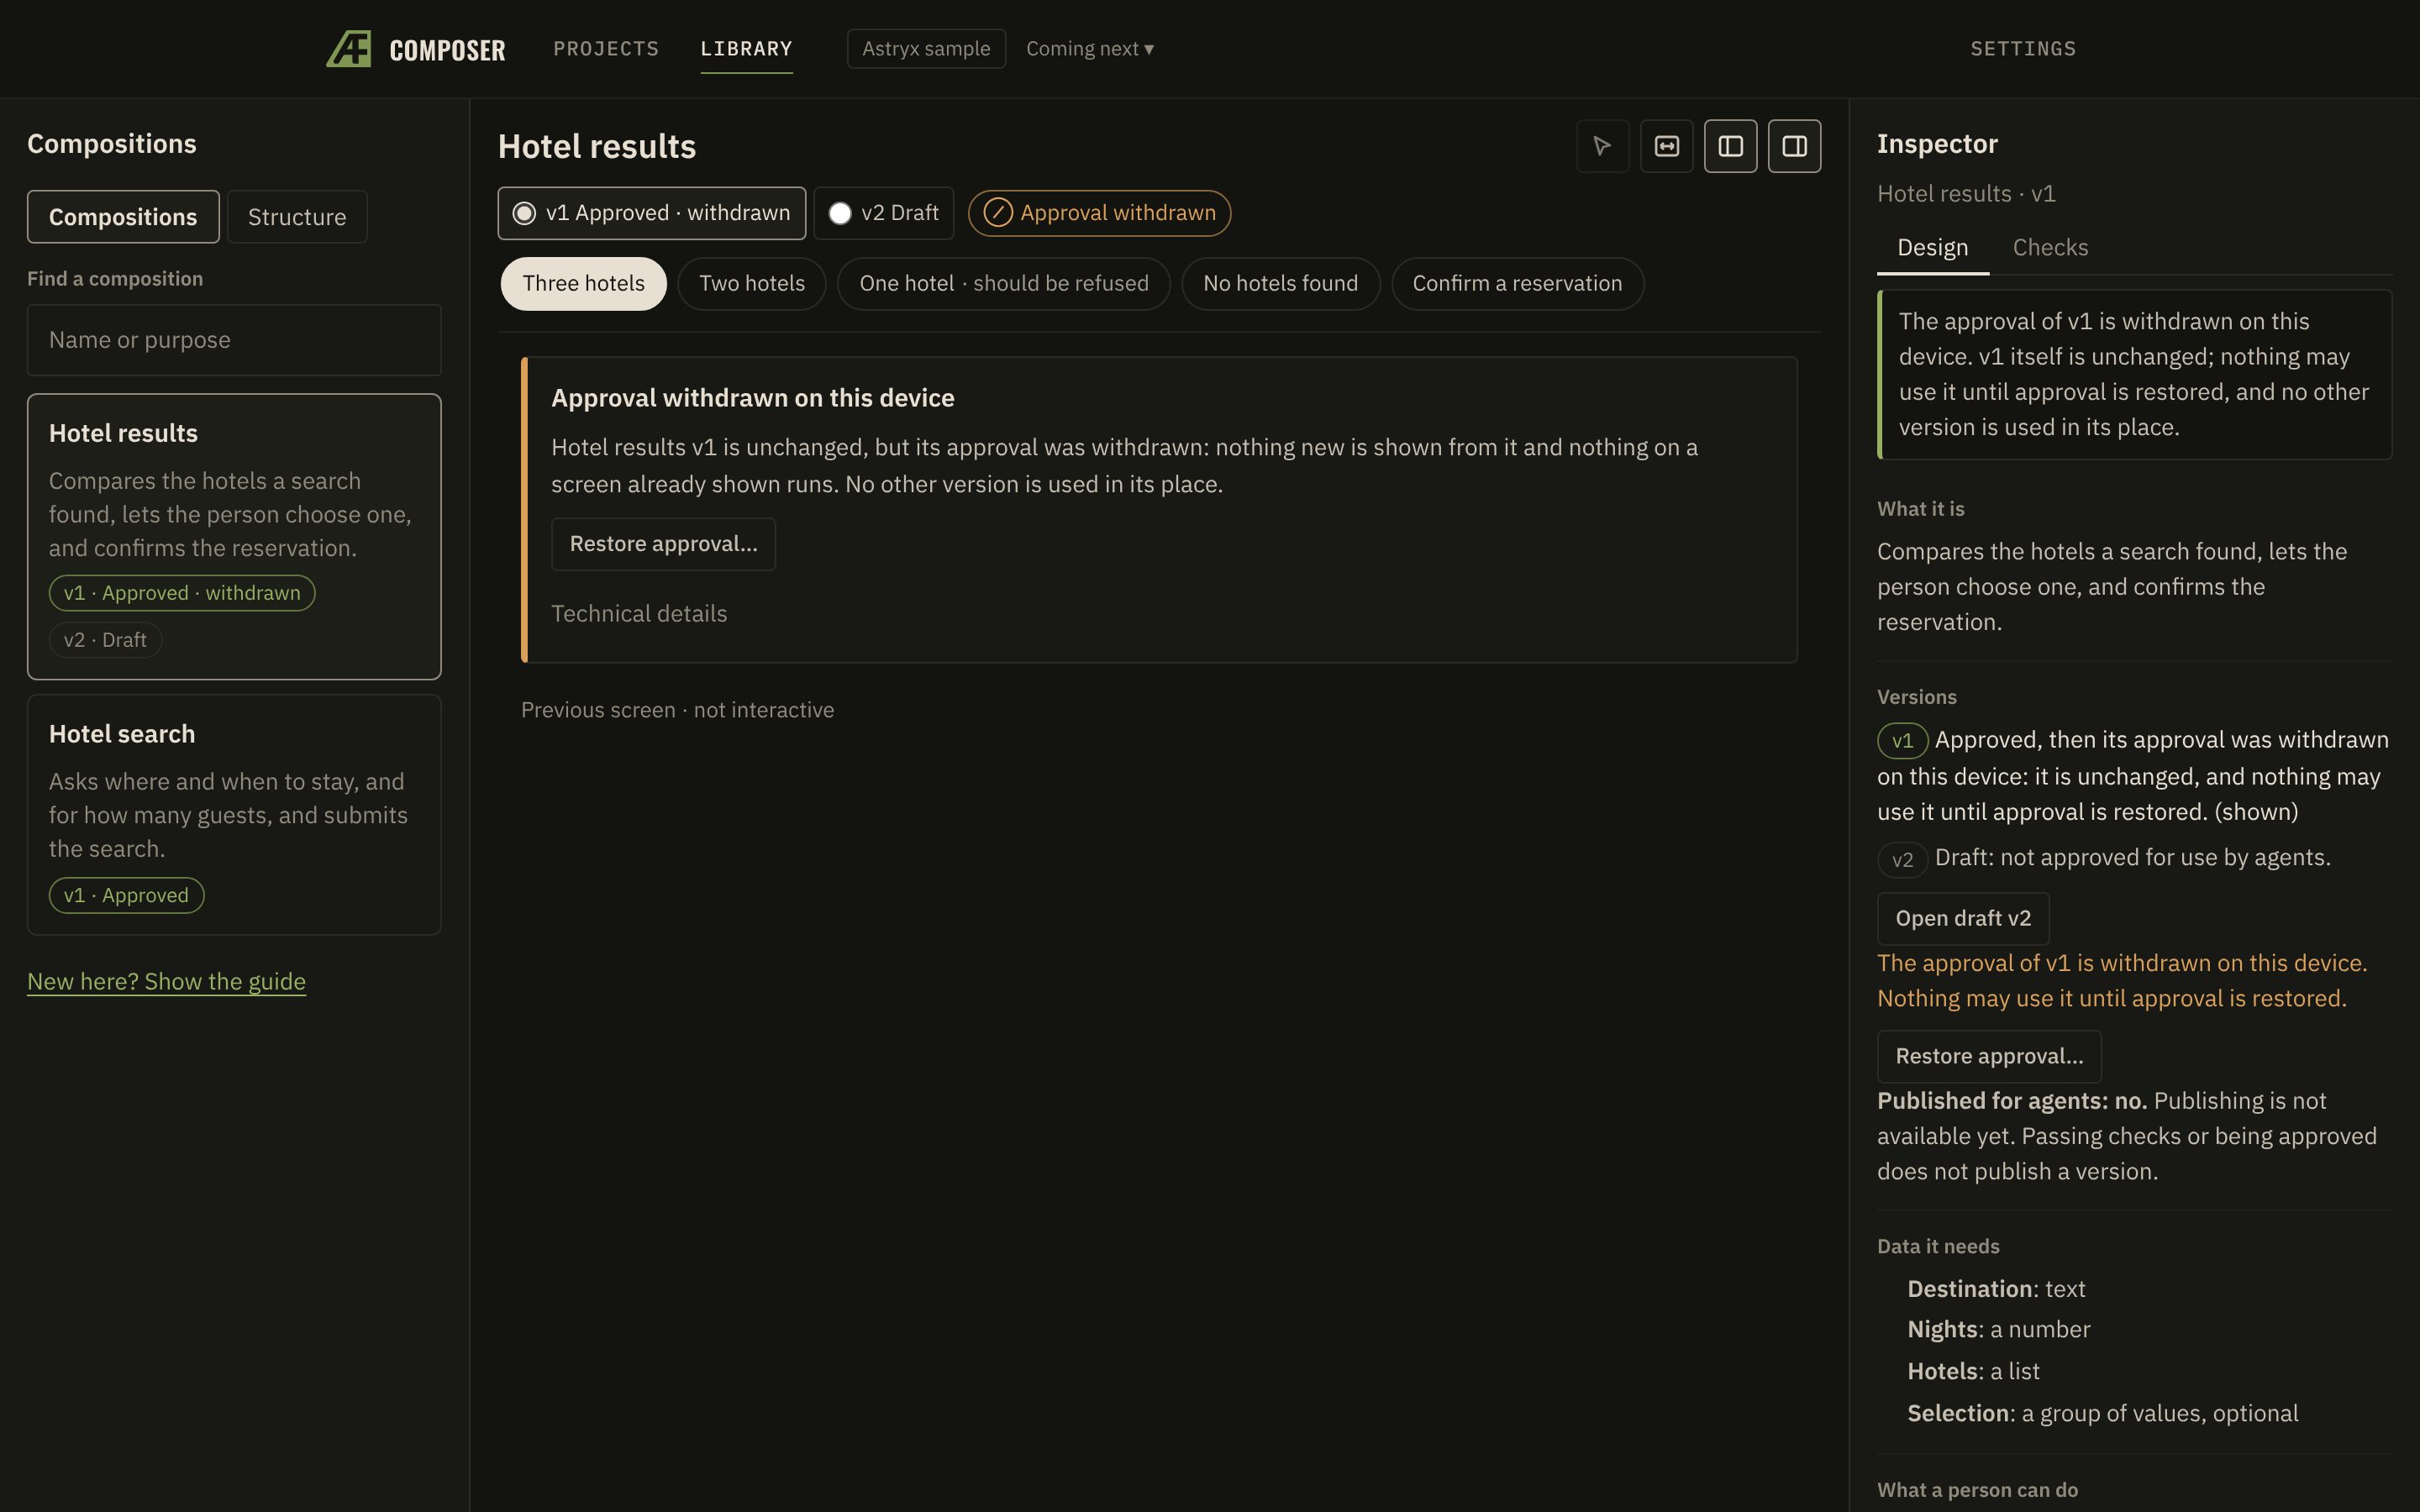 COMPOSER
PROJECTS
LIBRARY
Astryx sample
Coming next ▾
SETTINGS
Compositions
Compositions
Structure
Find a composition
Name or purpose
Hotel results
Compares the hotels a search
found, lets the person choose one,
and confirms the reservation.
v1 · Approved · withdrawn
v2 · Draft
Hotel search
Asks where and when to stay, and
for how many guests, and submits
the search.
v1 · Approved
New here? Show the guide
Hotel results
v1 Approved · withdrawn
v2 Draft
Approval withdrawn
Three hotels
Two hotels
One hotel · should be refused
No hotels found
Confirm a reservation
Approval withdrawn on this device
Hotel results v1 is unchanged, but its approval was withdrawn: nothing new is shown from it and nothing on a
screen already shown runs. No other version is used in its place.
Restore approval...
Technical details
Previous screen · not interactive
Inspector
Hotel results · v1
Design
Checks
The approval of v1 is withdrawn on this
device. v1 itself is unchanged; nothing may
use it until approval is restored, and no other
version is used in its place.
What it is
Compares the hotels a search found, lets the
person choose one, and confirms the
reservation.
Versions
v1 Approved, then its approval was withdrawn
on this device: it is unchanged, and nothing may
use it until approval is restored. (shown)
v2 Draft: not approved for use by agents.
Open draft v2
The approval of v1 is withdrawn on this device.
Nothing may use it until approval is restored.
Restore approval...
Published for agents: no. Publishing is not
available yet. Passing checks or being approved
does not publish a version.
Data it needs
Destination: text
Nights: a number
Hotels: a list
Selection: a group of values, optional
What a person can do